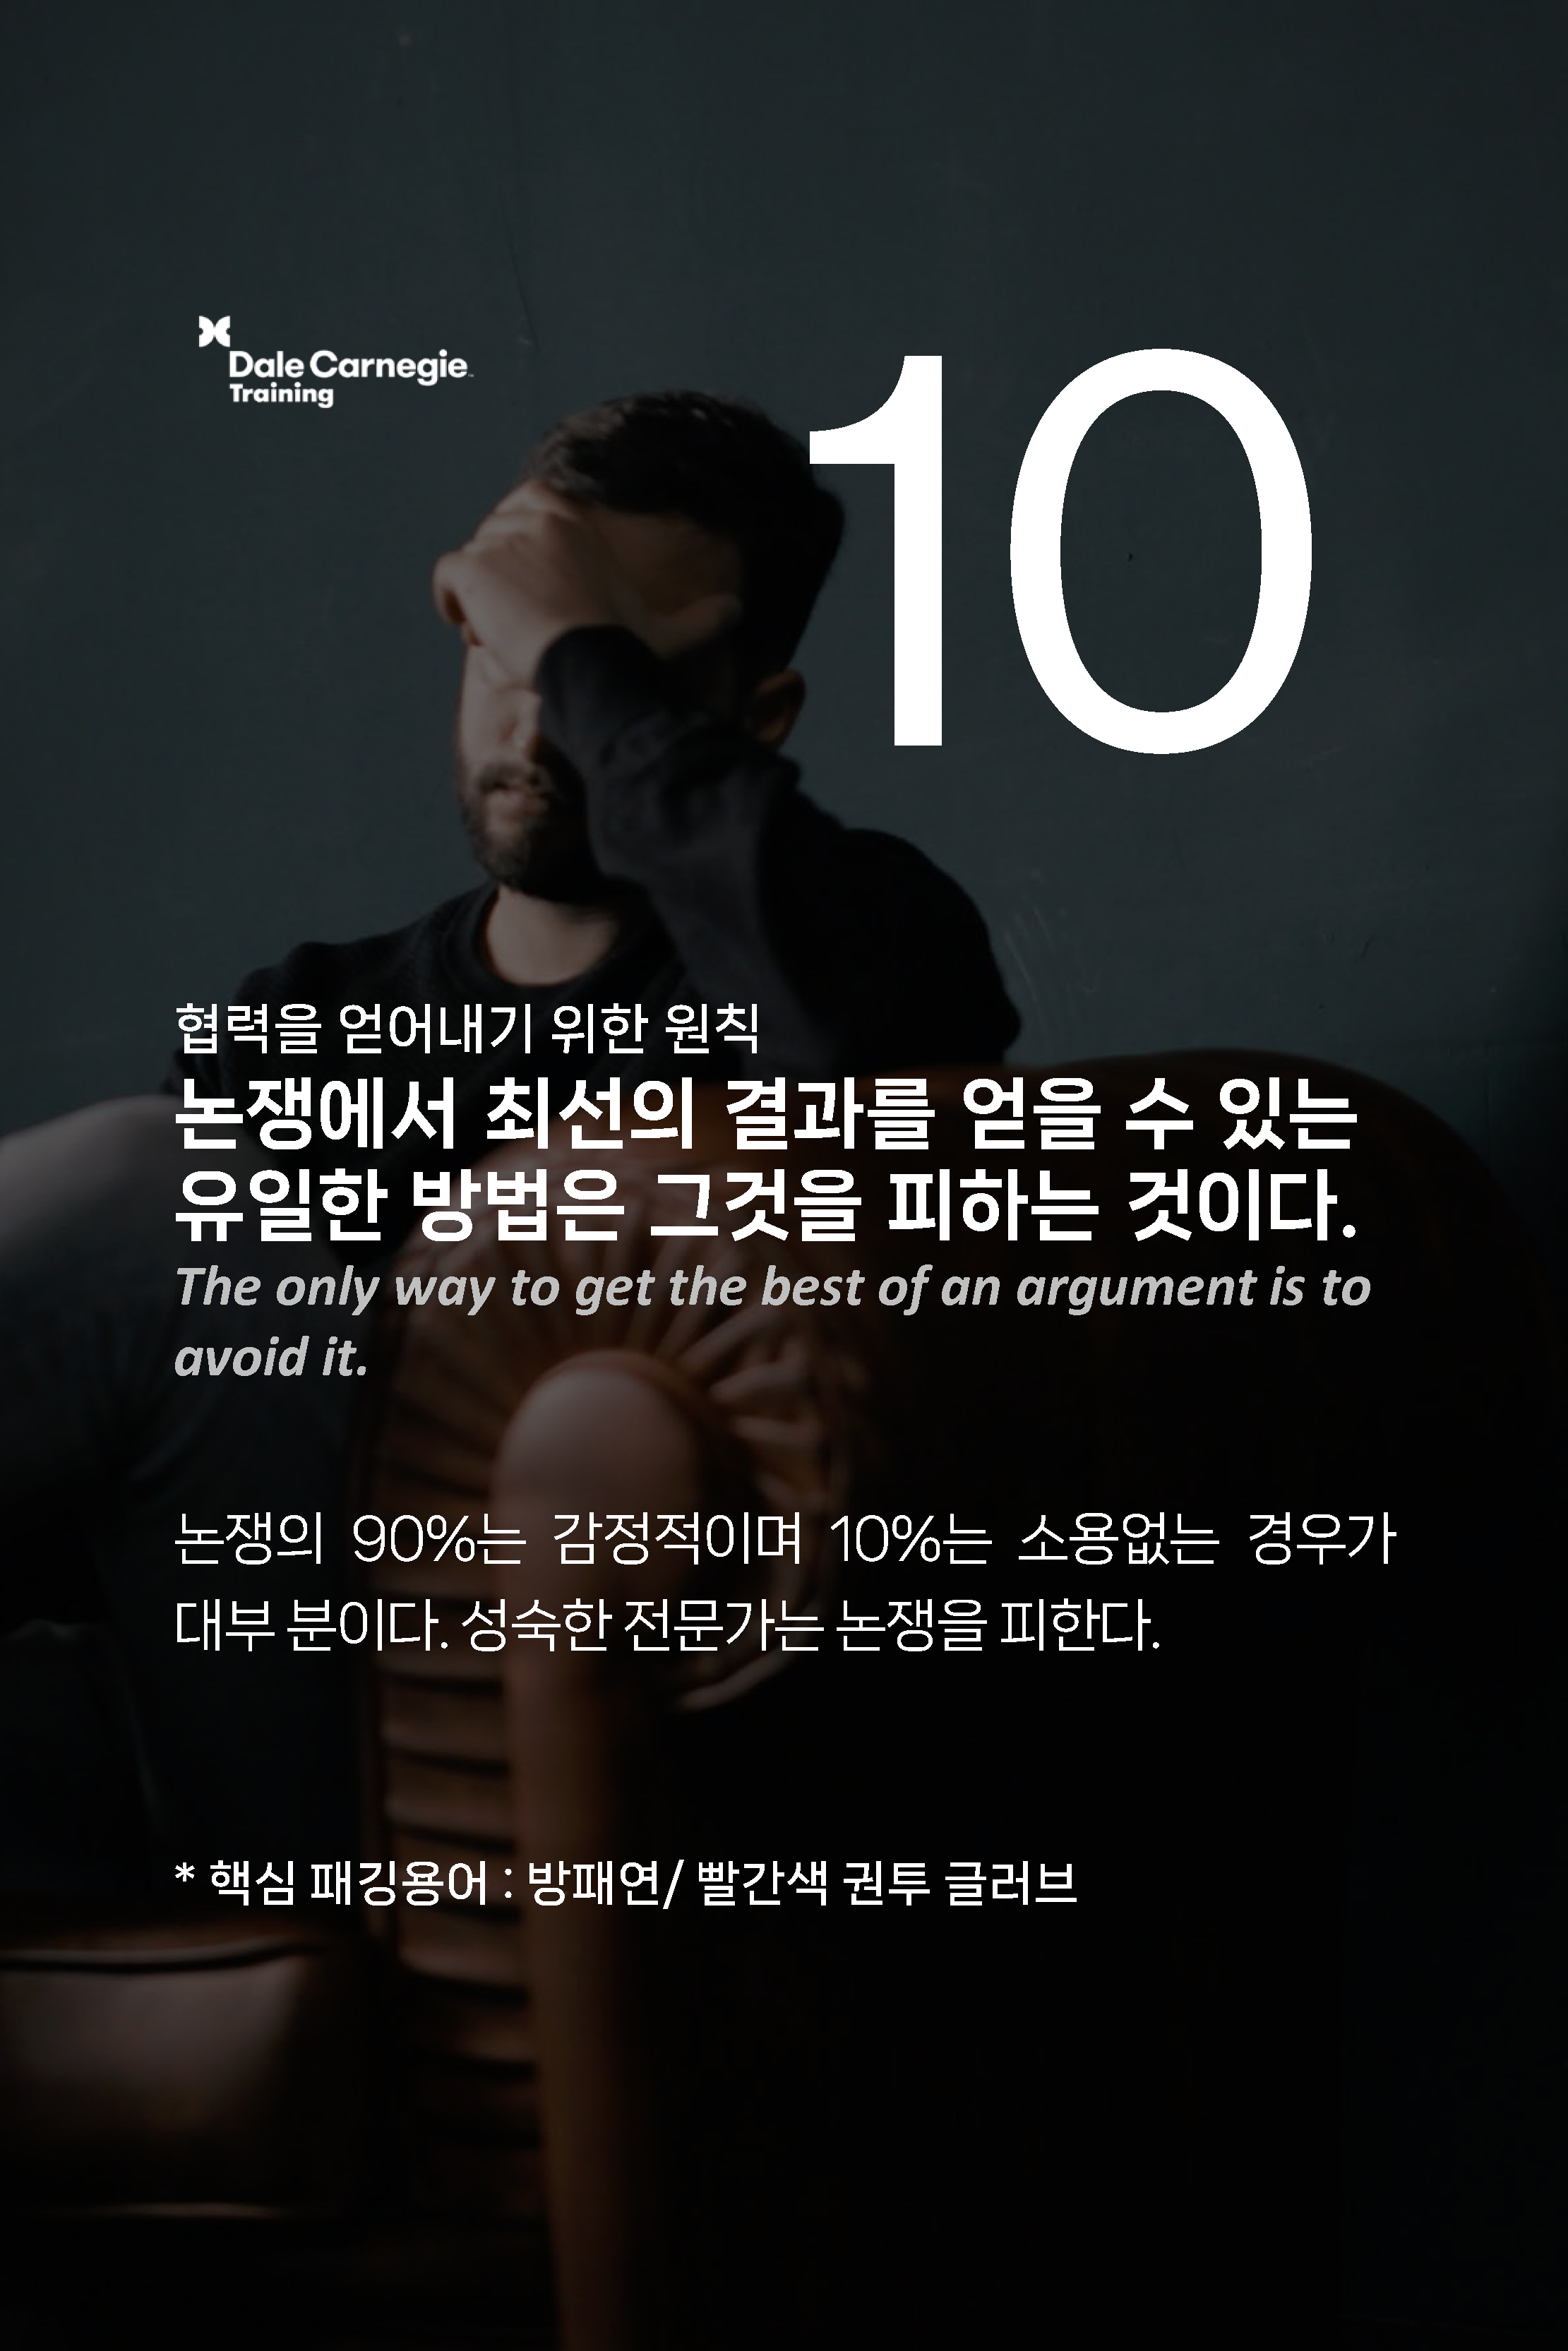 Dale Carnegie
Training
10
협력을 얻어내기 위한 원칙
논쟁에서 최선의 결과를 얻을 수 있는
유일한 방법은 그것을 피하는 것이다.
The only way to get the best of an argument is to
avoid it.
논쟁의 90%는 감정적이며 10%는 소용없는 경우가
대부 분이다. 성숙한 전문가는 논쟁을 피한다.
* 핵심 패깅용어 : 방패연/ 빨간색 권투 글러브